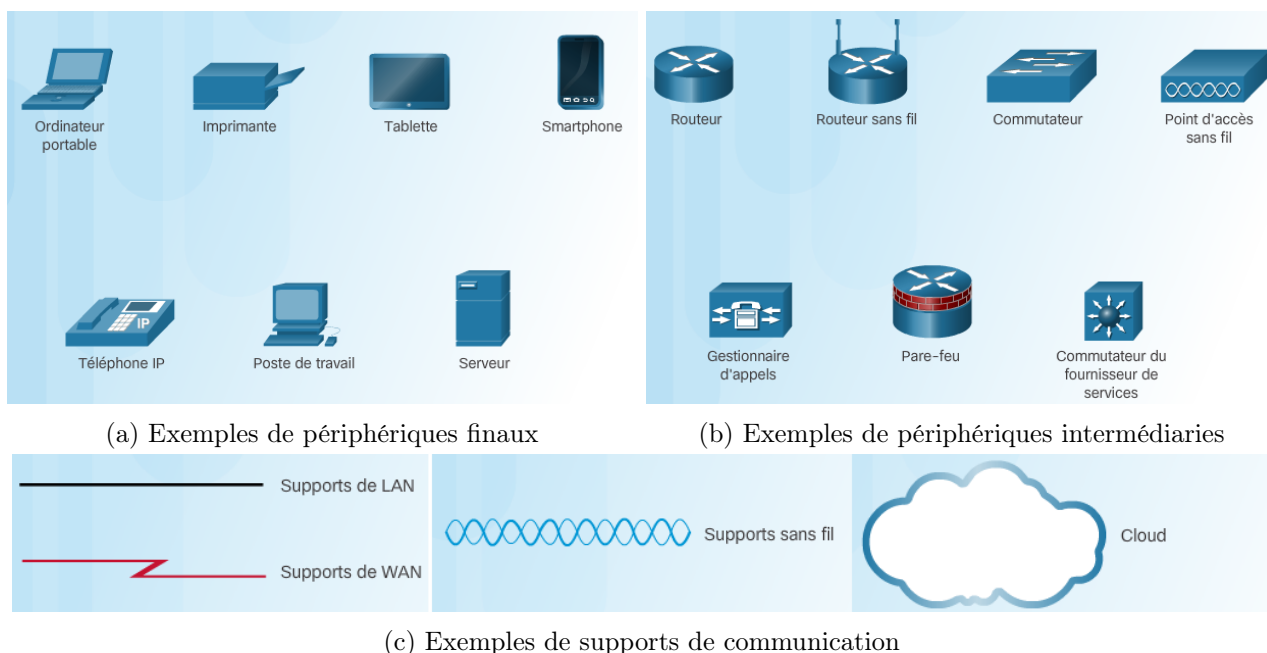 Ordinateur
portable
Imprimante
Tablette
Smartphone
IP
Téléphone IP
Poste de travail
Serveur
(a) Exemples de périphériques finaux
Routeur
Routeur sans fil
Commutateur
Point d'accès
sans fil
Gestionnaire
d'appels
Pare-feu
Commutateur du
fournisseur de
services
(b) Exemples de périphériques intermédiaries
Supports de LAN
Supports de WAN
Supports sans fil
Cloud
(c) Exemples de supports de communication